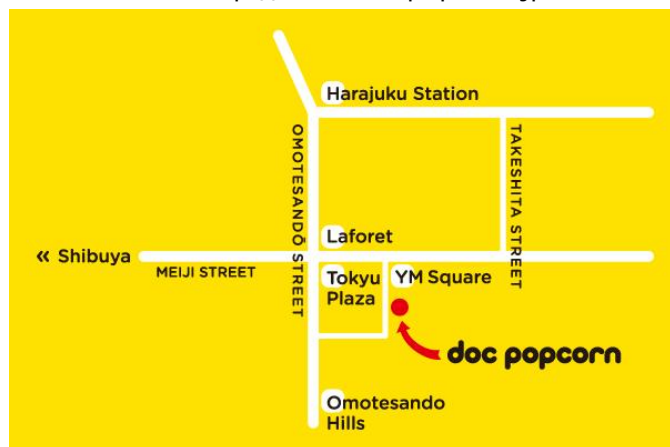 Harajuku Station
OMOTESANDŌ STREET
TAKESHITA STREET
Laforet
« Shibuya
MEIJI STREET
Tokyu
Plaza
YM Square
doc popcorn
Omotesando
Hills